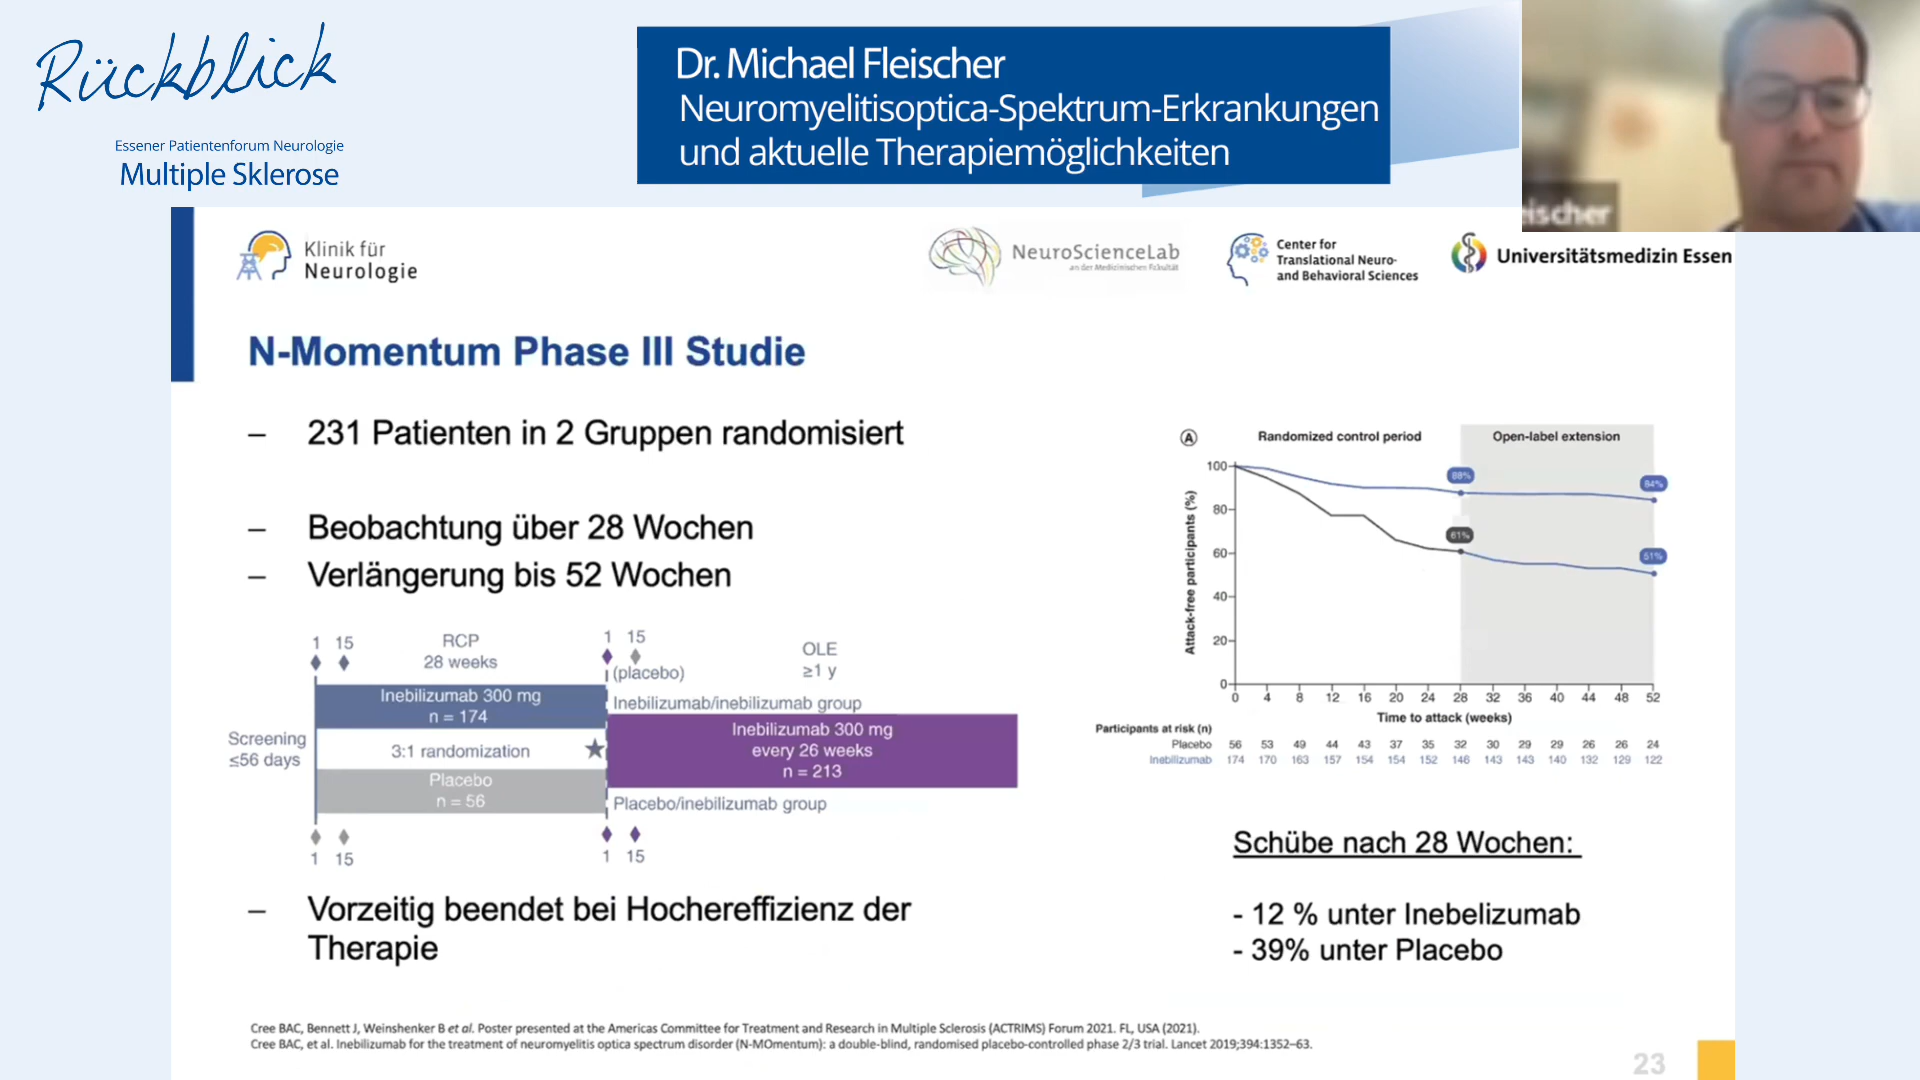 Rückblick
Essener Patientenforum Neurologie
Multiple Sklerose
Dr. Michael Fleischer
Neuromyelitisoptica-Spektrum-Erkrankungen
und aktuelle Therapiemöglichkeiten
ischer
Klinik für
Neurologie
NeuroScienceLab
an der Medizinischen Fakultät
Center for
Translational Neuro-
and Behavioral Sciences
Universitätsmedizin Essen
N-Momentum Phase III Studie
– 231 Patienten in 2 Gruppen randomisiert
– Beobachtung über 28 Wochen
– Verlängerung bis 52 Wochen
1 15
RCP
28 weeks
1 15
(placebo)
OLE
≥1 y
Inebilizumab 300 mg
n = 174
Inebilizumab/inebilizumab group
Screening
≤56 days
3:1 randomization
Inebilizumab 300 mg
every 26 weeks
n = 213
Placebo
n = 56
Placebo/inebilizumab group
1 15
1 15
– Vorzeitig beendet bei Hochereffizienz der
Therapie
A
Randomized control period
Open-label extension
Attack-free participants (%)
100
80
60
40
20
0
88%
84%
61%
51%
0 4 8 12 16 20 24 28 32 36 40 44 48 52
Time to attack (weeks)
Participants at risk (n)
Placebo 56 53 49 44 43 37 35 32 30 29 29 26 26 24
Inebilizumab 174 170 163 157 154 154 152 146 143 143 140 132 129 122
Schübe nach 28 Wochen:
- 12 % unter Inebelizumab
- 39% unter Placebo
Cree BAC, Bennett J, Weinshenker B et al. Poster presented at the Americas Committee for Treatment and Research in Multiple Sclerosis (ACTRIMS) Forum 2021. FL, USA (2021).
Cree BAC, et al. Inebilizumab for the treatment of neuromyelitis optica spectrum disorder (N-MOmentum): a double-blind, randomised placebo-controlled phase 2/3 trial. Lancet 2019;394:1352–63.
23